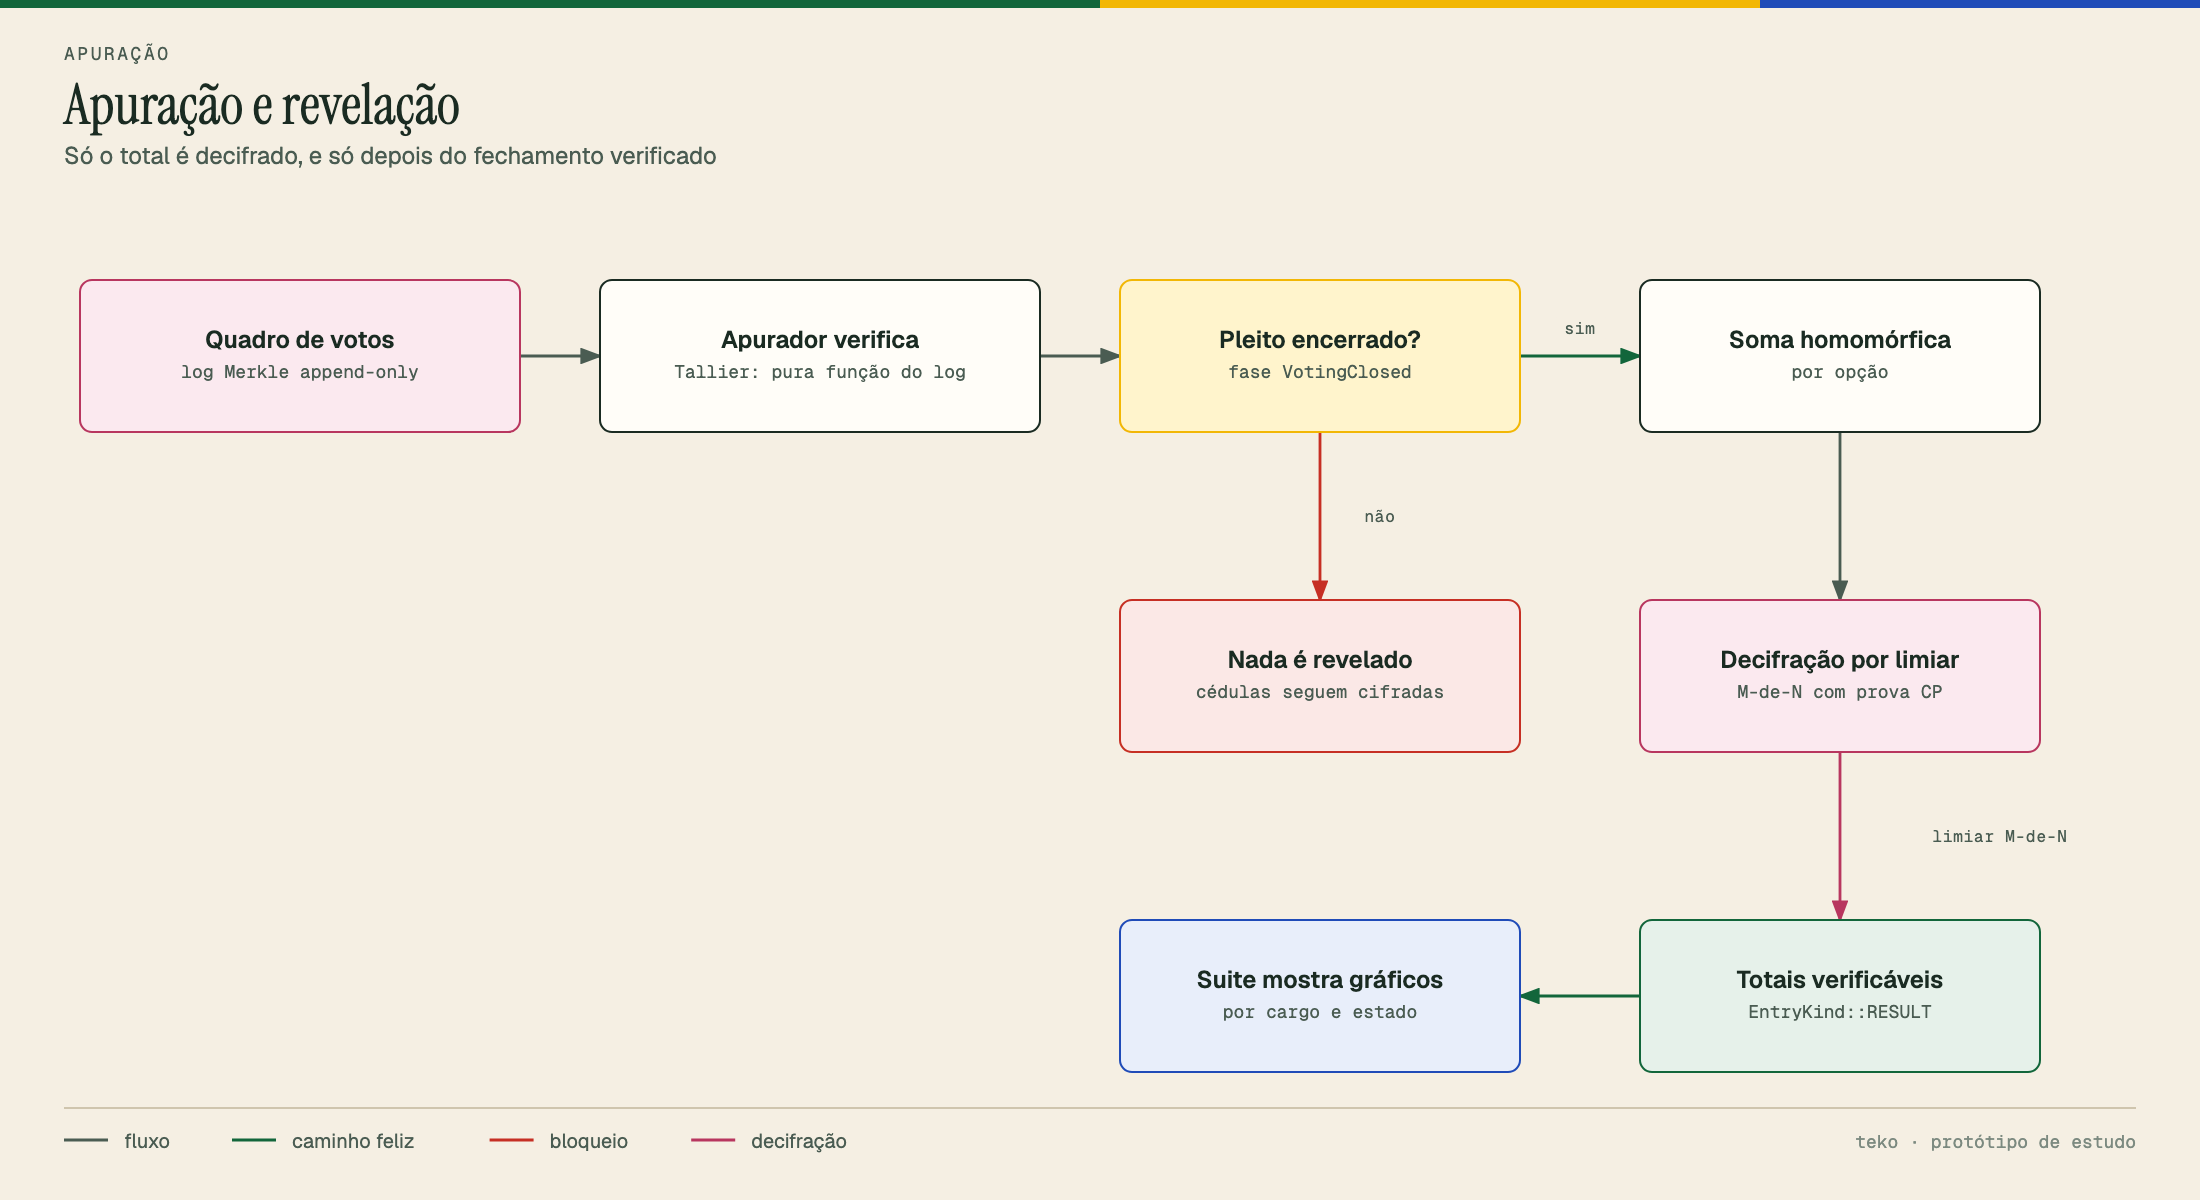 APURAÇÃO
Apuração e revelação
Só o total é decifrado, e só depois do fechamento verificado
Quadro de votos
log Merkle append-only
Apurador verifica
Tallier: pura função do log
Pleito encerrado?
fase VotingClosed
sim
Soma homomórfica
por opção
não
Nada é revelado
cédulas seguem cifradas
Decifração por limiar
M-de-N com prova CP
limiar M-de-N
Suite mostra gráficos
por cargo e estado
Totais verificáveis
EntryKind::RESULT
fluxo
caminho feliz
bloqueio
decifração
teko · protótipo de estudo